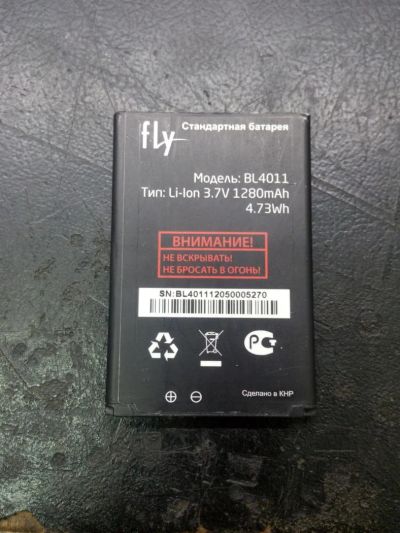 fly
Стандартная батарея
Модель: BL4011
Тип: Li-Ion 3.7V 1280mAh
4.73Wh
ВНИМАНИЕ!
НЕ ВСКРЫВАТЬ!
НЕ БРОСАТЬ В ОГОНЬ!
SN:BL401112050005270
Сделано в КНР